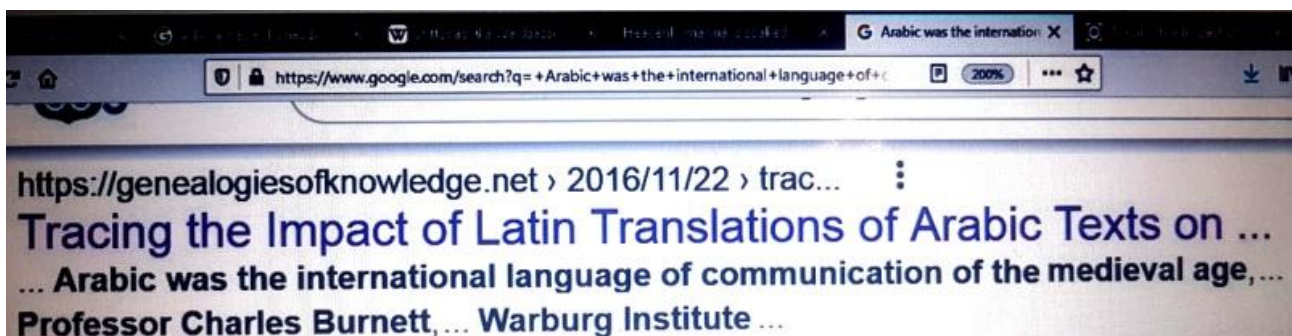 Arabic was the internation
https://www.google.com/search?q=+Arabic+was+the+international+language+of+c
200%
https://genealogiesofknowledge.net › 2016/11/22 › trac...
Tracing the Impact of Latin Translations of Arabic Texts on ...
... Arabic was the international language of communication of the medieval age,...
Professor Charles Burnett,... Warburg Institute ...